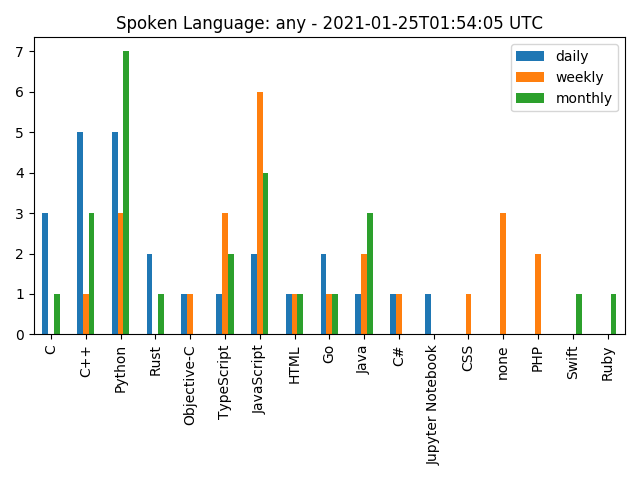 Spoken Language: any - 2021-01-25T01:54:05 UTC
daily
weekly
monthly
7
6
5
4
3
2
1
0
C
C++
Python
Rust
Objective-C
TypeScript
JavaScript
HTML
Go
Java
C#
Jupyter Notebook
CSS
none
PHP
Swift
Ruby